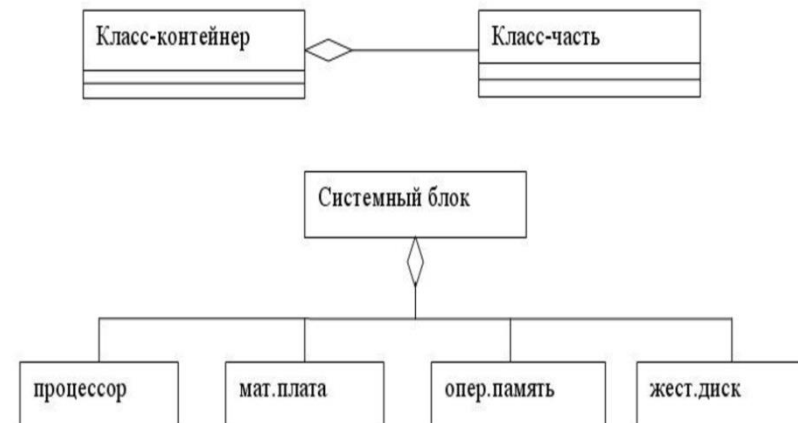 Класс-контейнер
Класс-часть
Системный блок
процессор
мат.плата
опер.память
жест.диск